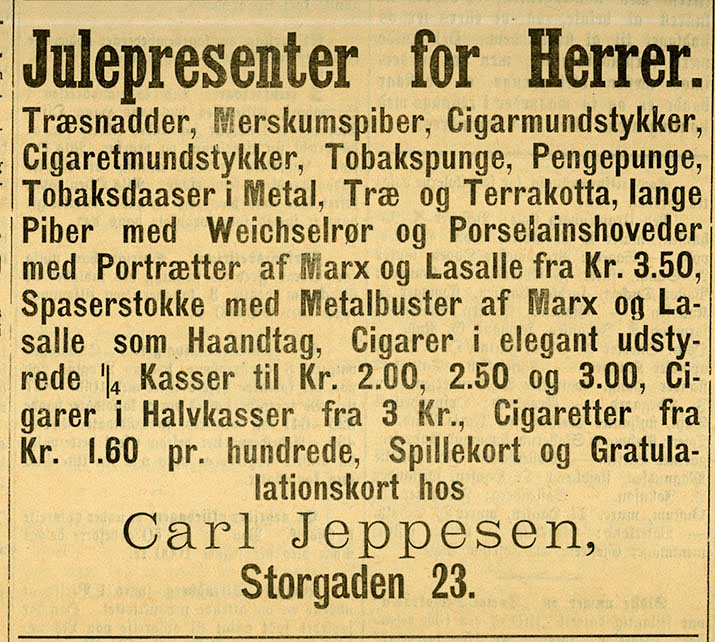 Julepresenter for Herrer.
Træsnadder, Merskumspiber, Cigarmundstykker,
Cigaretmundstykker, Tobakspunge, Pengepunge,
Tobaksdaaser i Metal, Træ og Terrakotta, lange
Piber med Weichselrør og Porselainshoveder
med Portrætter af Marx og Lasalle fra Kr. 3.50,
Spaserstokke med Metalbuster af Marx og La-
salle som Haandtag, Cigarer i elegant udsty-
rede 1/4 Kasser til Kr. 2.00, 2.50 og 3.00, Ci-
garer i Halvkasser fra 3 Kr., Cigaretter fra
Kr. 1.60 pr. hundrede, Spillekort og Gratula-
lationskort hos
Carl Jeppesen,
Storgaden 23.